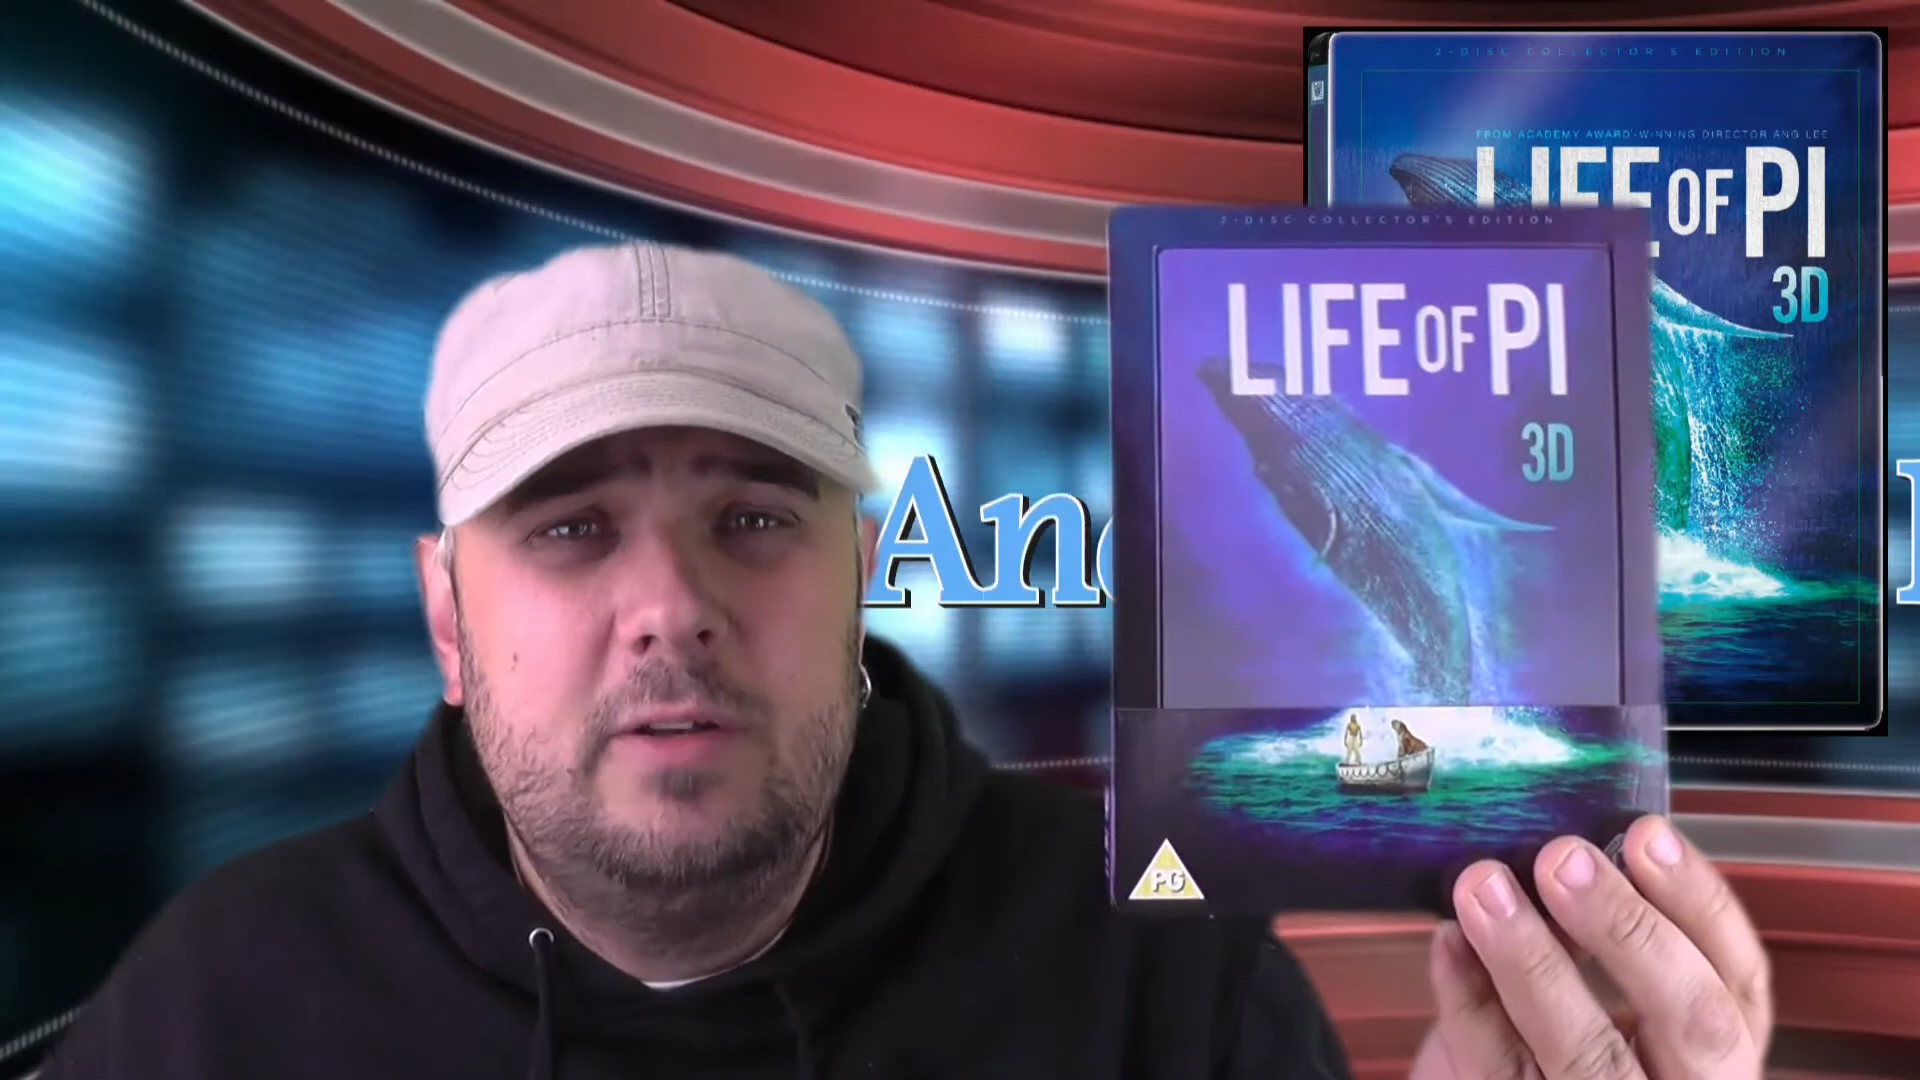 2-DISC COLLECTOR'S EDITION
FROM ACADEMY AWARD-WINNING DIRECTOR ANG LEE
LIFE OF PI
3D
2-DISC COLLECTOR'S EDITION
LIFE OF PI
3D
An
PG